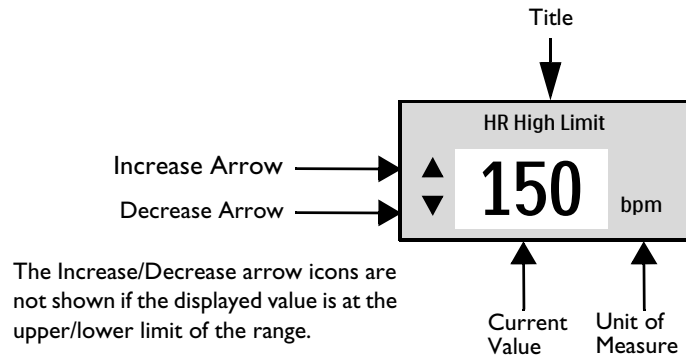 Title
HR High Limit
Increase Arrow
150
Decrease Arrow
bpm
The Increase/Decrease arrow icons are
not shown if the displayed value is at the
upper/lower limit of the range.
Current
Value
Unit of
Measure